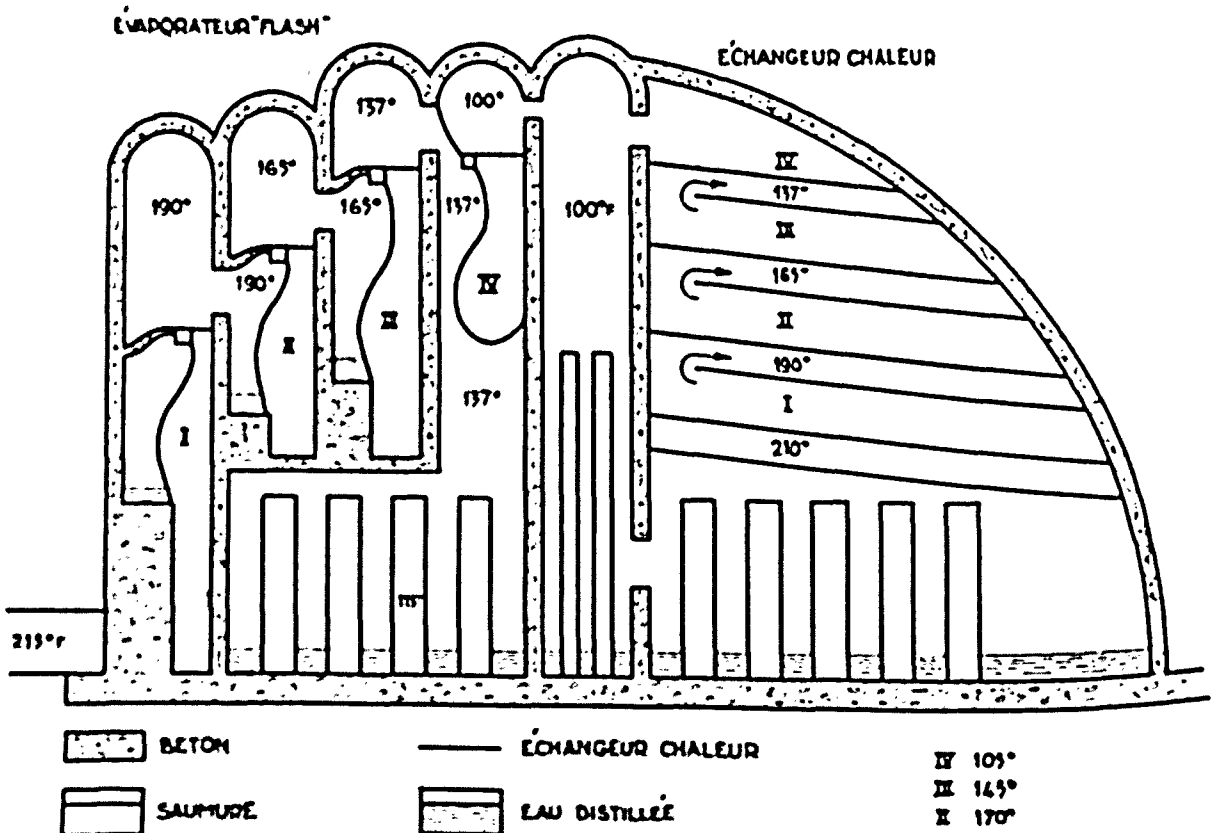 ÉVAPORATEUR "FLASH"
ÉCHANGEUR CHALEUR
137°
100°
165°
IV
190°
165°
137°
100°F
137°
III
190°
IV
165°
II
III
II
190°
I
137°
I
210°
215°F
BETON
ÉCHANGEUR CHALEUR
IV 105°
III 145°
SAUMURE
EAU DISTILLÉE
II 170°